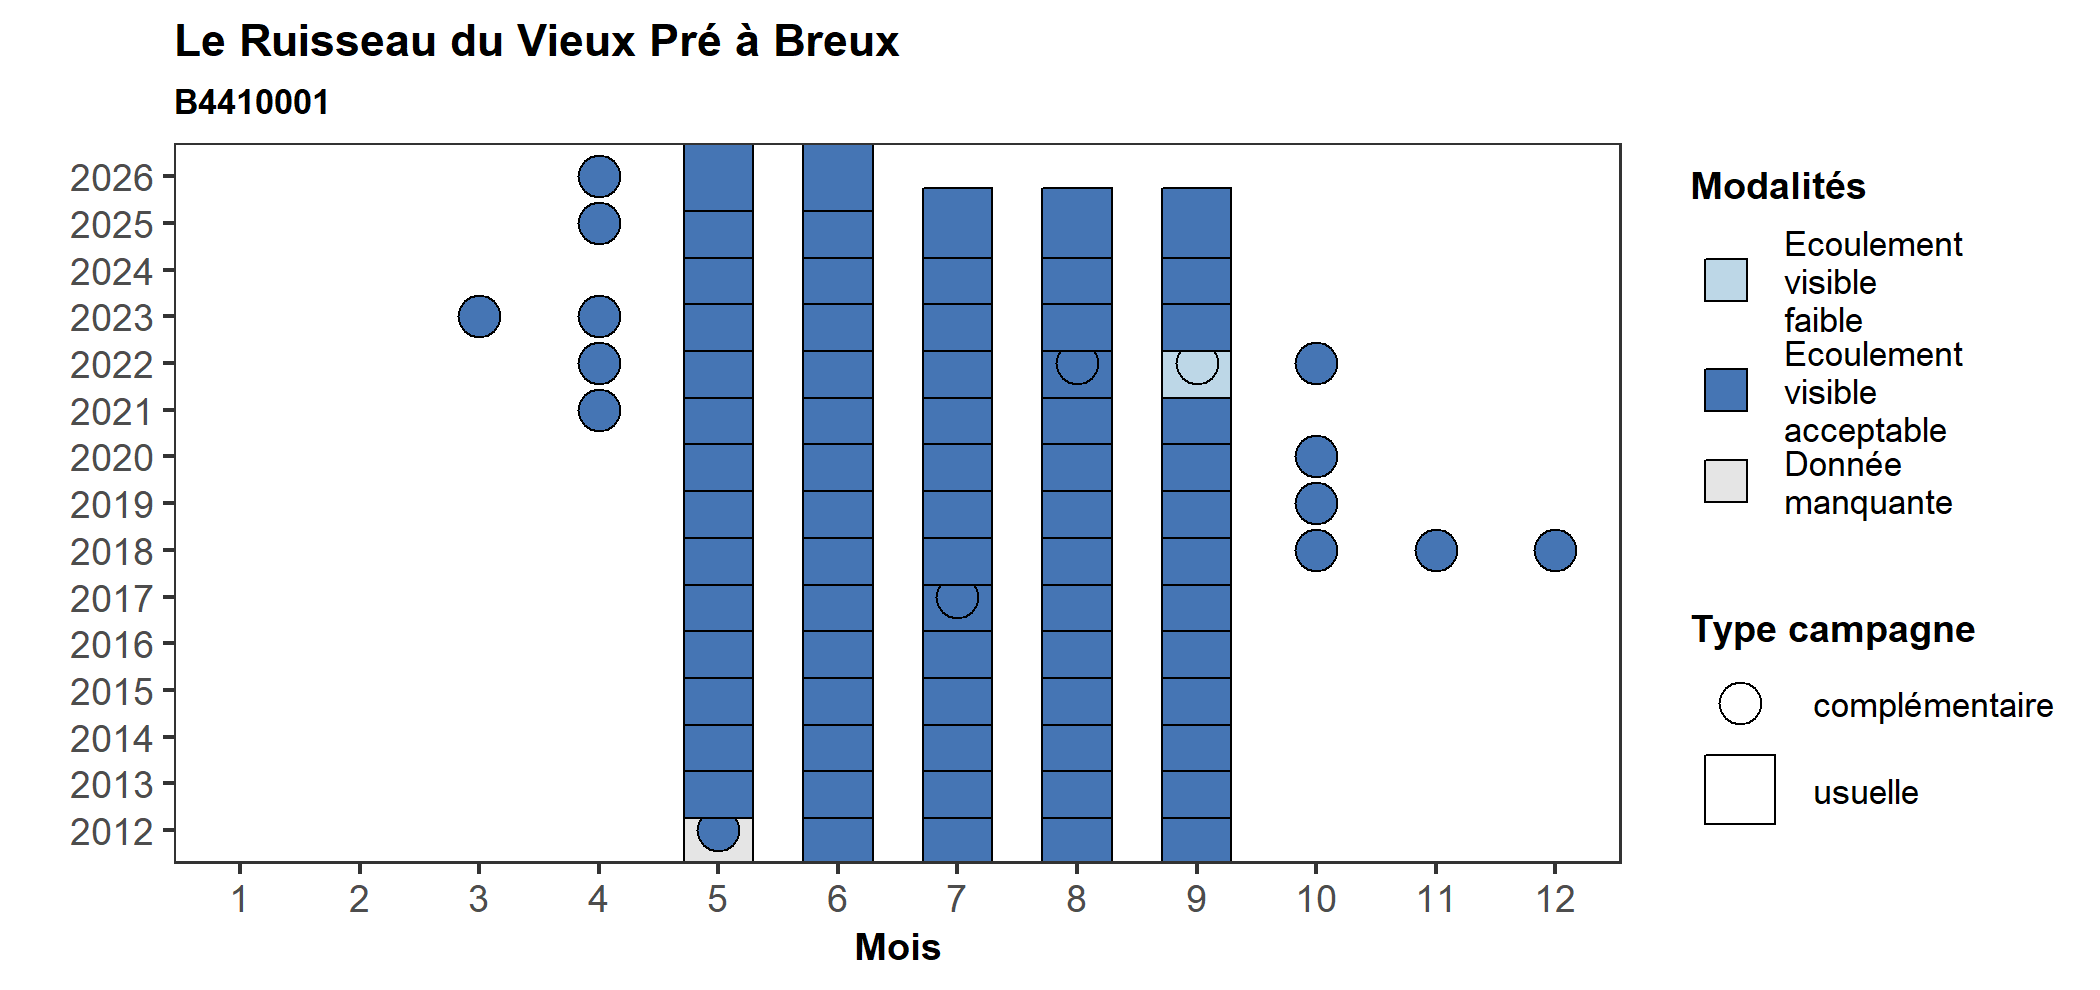 Le Ruisseau du Vieux Pré à Breux
B4410001
2026
2025
2024
2023
2022
2021
2020
2019
2018
2017
2016
2015
2014
2013
2012
1 2 3 4 5 6 7 8 9 10 11 12
Mois
Modalités
Ecoulement
visible
faible
Ecoulement
visible
acceptable
Donnée
manquante
Type campagne
complémentaire
usuelle